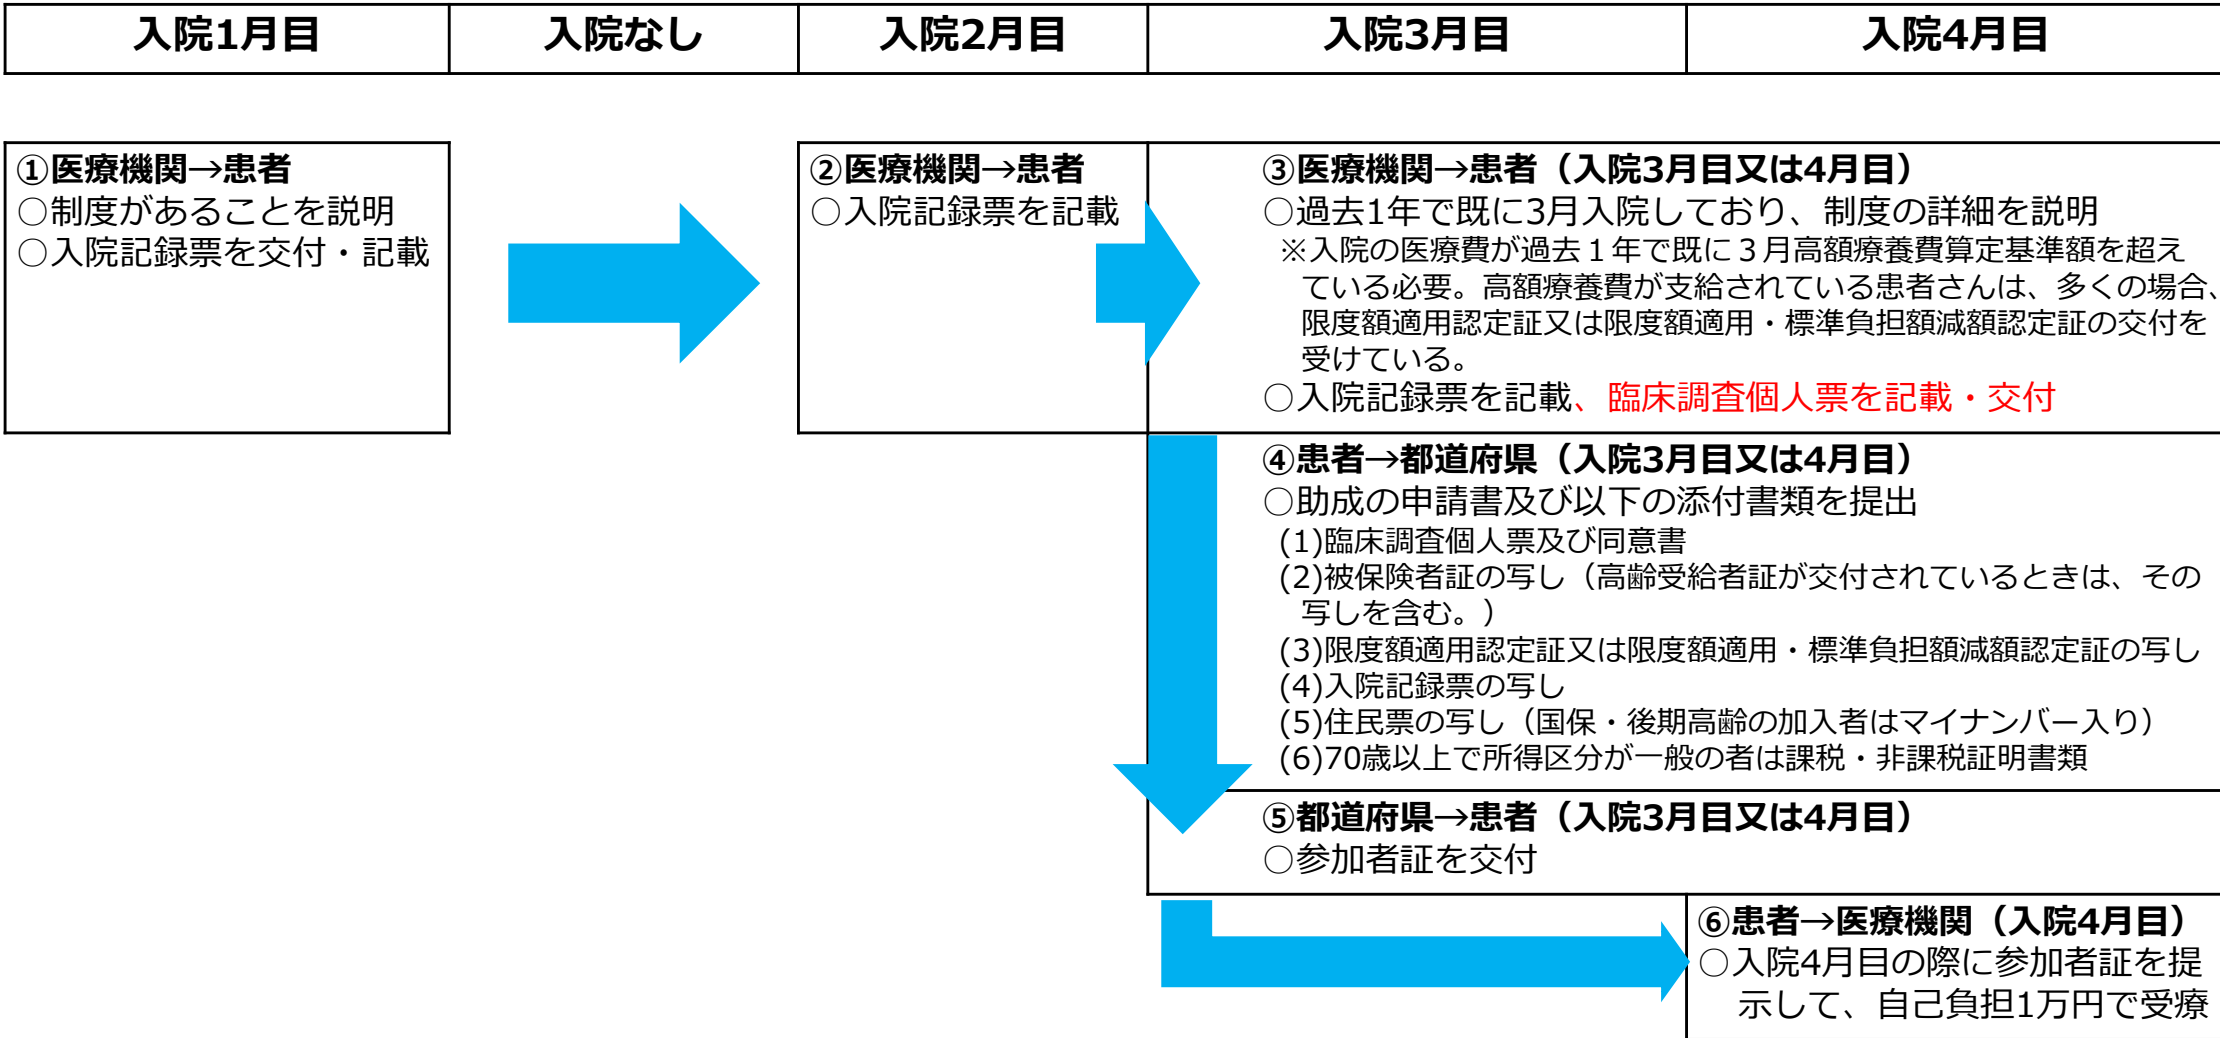 入院1月目
入院なし
入院2月目
入院3月目
入院4月目
①医療機関→患者
○制度があることを説明
○入院記録票を交付・記載
②医療機関→患者
○入院記録票を記載
③医療機関→患者（入院3月目又は4月目）
○過去1年で既に3月入院しており、制度の詳細を説明
※入院の医療費が過去１年で既に３月高額療養費算定基準額を超え
ている必要。高額療養費が支給されている患者さんは、多くの場合、
限度額適用認定証又は限度額適用・標準負担額減額認定証の交付を
受けている。
○入院記録票を記載、臨床調査個人票を記載・交付
④患者→都道府県（入院3月目又は4月目）
○助成の申請書及び以下の添付書類を提出
(1)臨床調査個人票及び同意書
(2)被保険者証の写し（高齢受給者証が交付されているときは、その
写しを含む。）
(3)限度額適用認定証又は限度額適用・標準負担額減額認定証の写し
(4)入院記録票の写し
(5)住民票の写し（国保・後期高齢の加入者はマイナンバー入り）
(6)70歳以上で所得区分が一般の者は課税・非課税証明書類
⑤都道府県→患者（入院3月目又は4月目）
○参加者証を交付
⑥患者→医療機関（入院4月目）
○入院4月目の際に参加者証を提
示して、自己負担1万円で受療